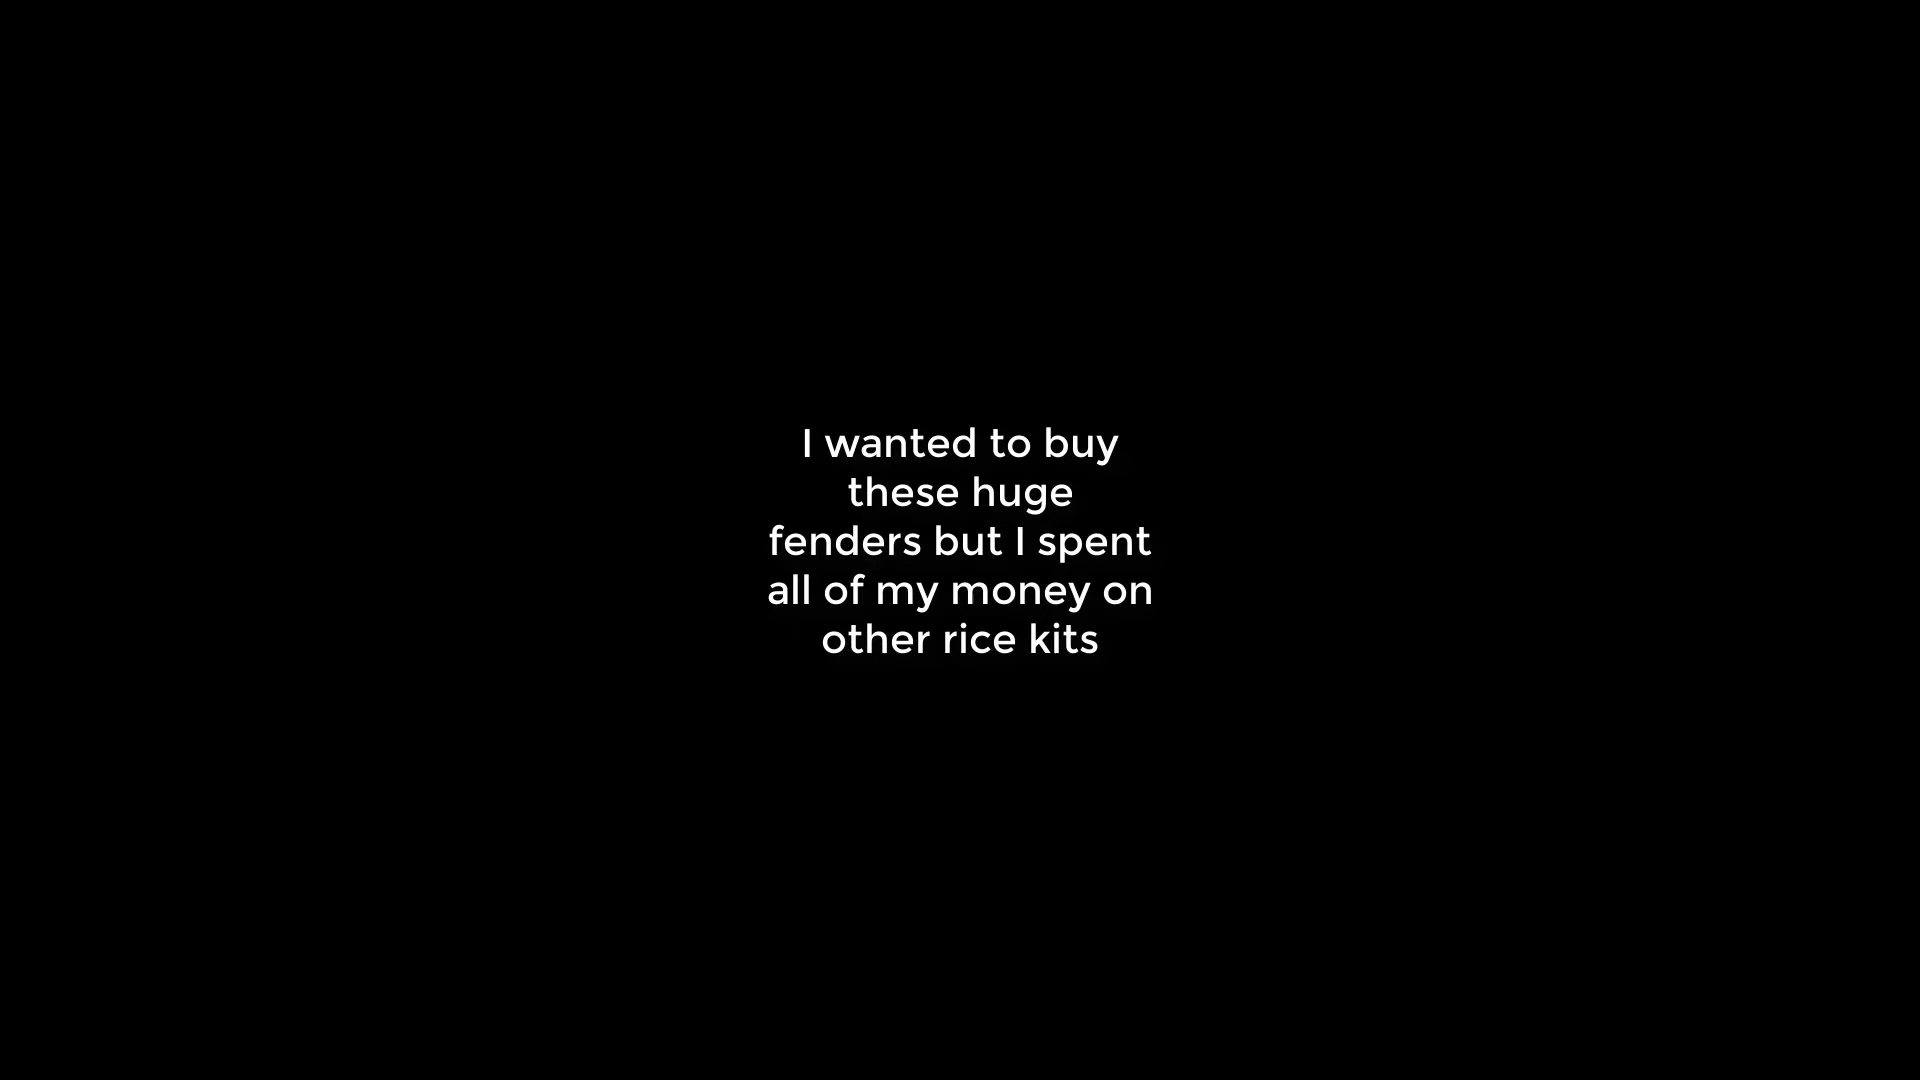 I wanted to buy
these huge
fenders but I spent
all of my money on
other rice kits